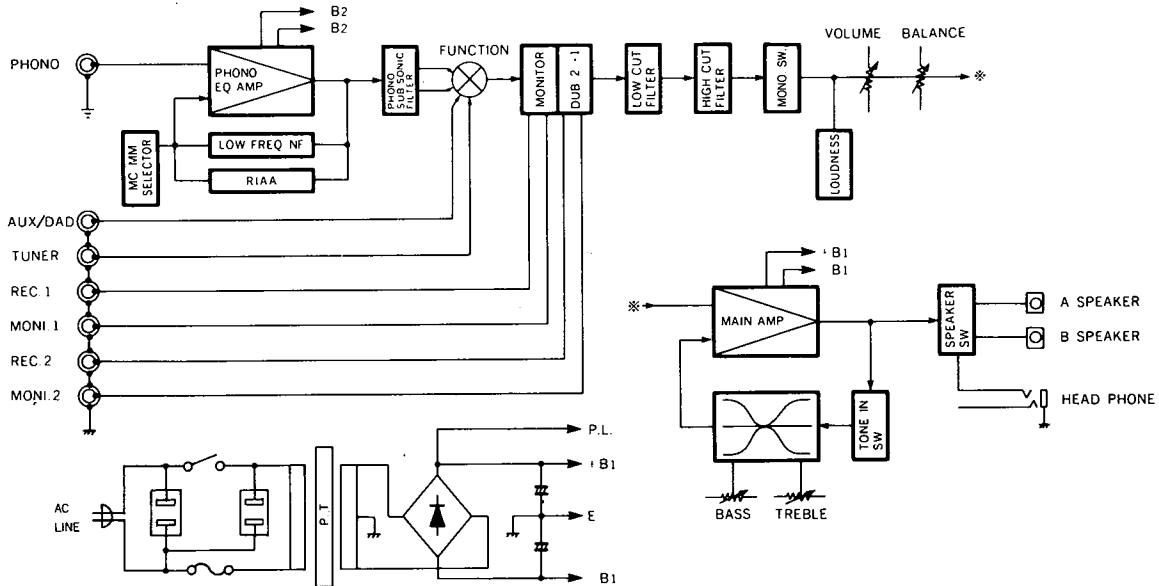 B2
B2
PHONO
PHONO
EQ AMP
MC MM
SELECTOR
LOW FREQ NF
RIAA
PHONO
SUB SONIC
FILTER
FUNCTION
MONITOR
DUB 2 - 1
LOW CUT
FILTER
HIGH CUT
FILTER
MONO SW.
LOUDNESS
VOLUME
BALANCE
※
AUX/DAD
TUNER
REC.1
MONI.1
REC.2
MONI.2
※
MAIN AMP
+B1
B1
SPEAKER
SW
A SPEAKER
B SPEAKER
HEAD PHONE
TONE IN
SW
BASS
TREBLE
AC
LINE
P.T
P.L.
+B1
E
B1